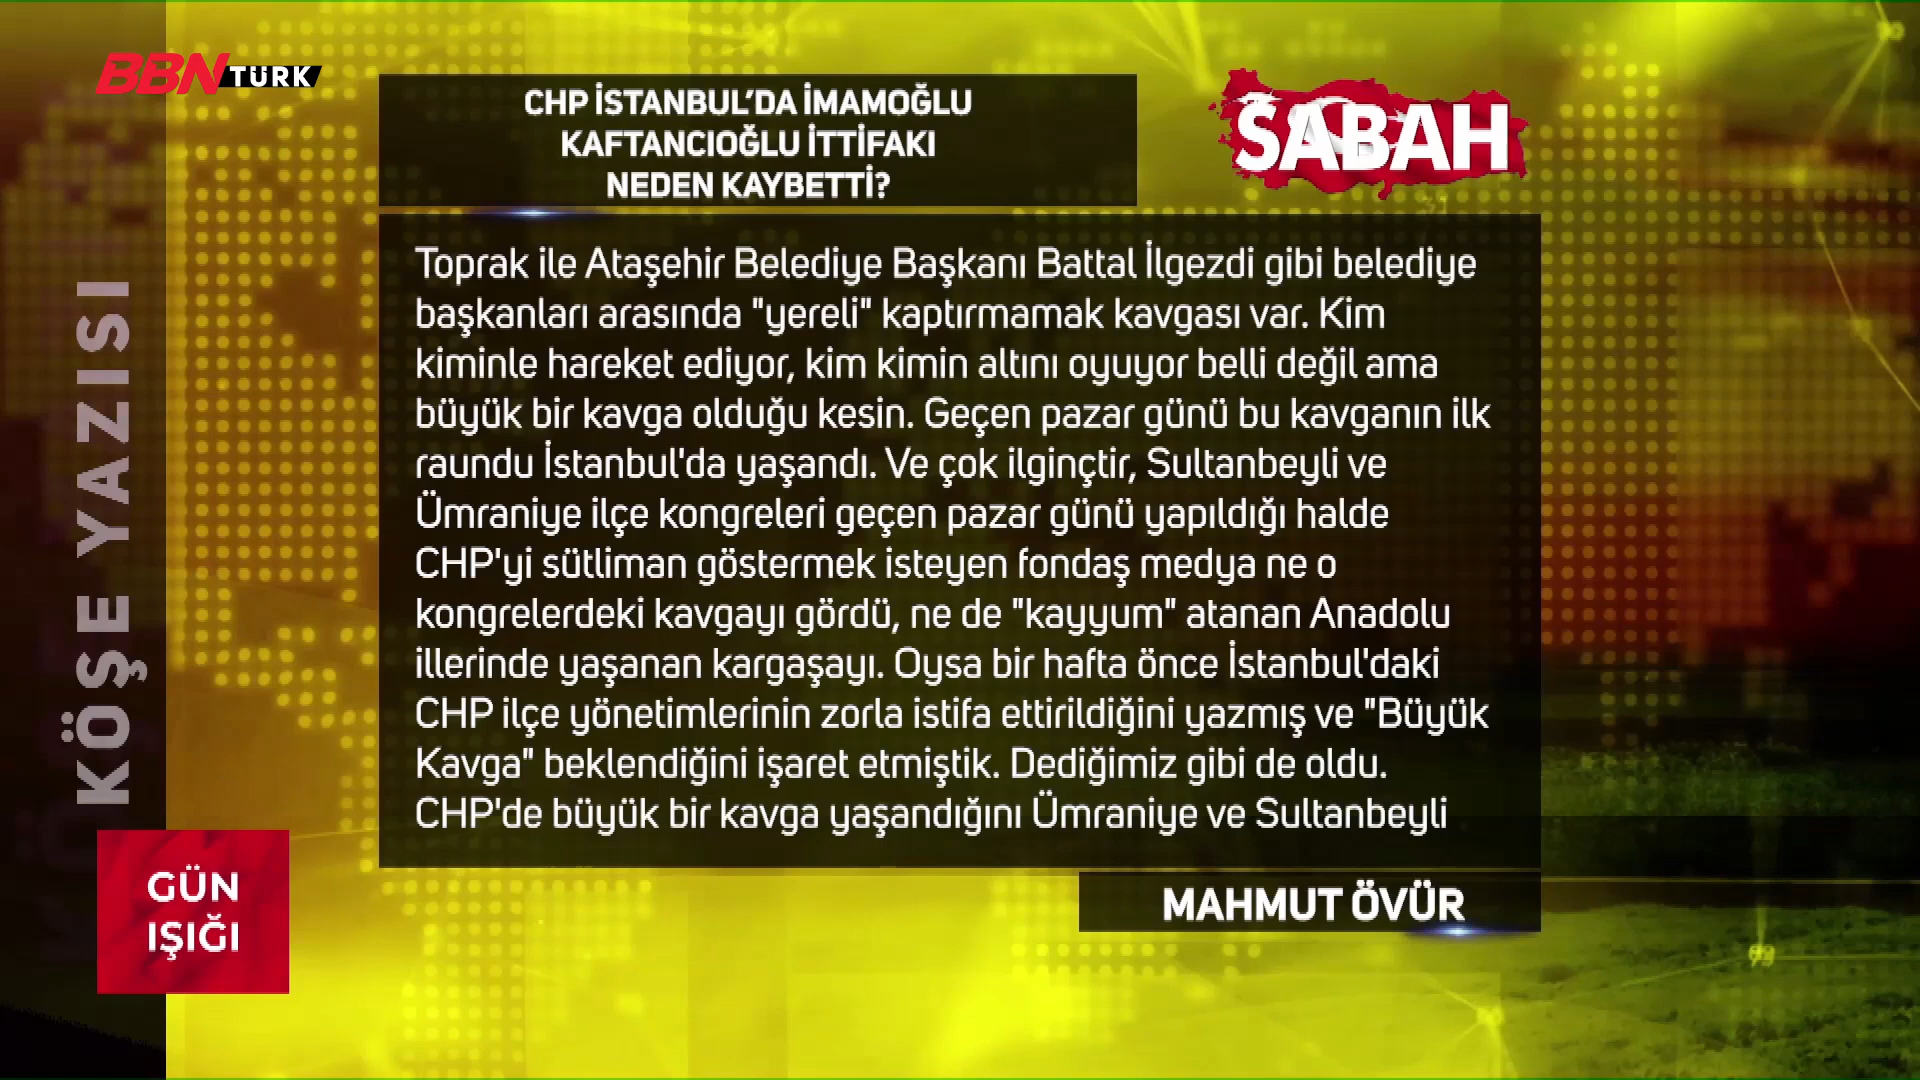 BBN TÜRK
CHP İSTANBUL’DA İMAMOĞLU
KAFTANCIOĞLU İTTİFAKI
NEDEN KAYBETTİ?
SABAH
Toprak ile Ataşehir Belediye Başkanı Battal İlgezdi gibi belediye
başkanları arasında "yereli" kaptırmamak kavgası var. Kim
kiminle hareket ediyor, kim kimin altını oyuyor belli değil ama
büyük bir kavga olduğu kesin. Geçen pazar günü bu kavganın ilk
raundu İstanbul'da yaşandı. Ve çok ilginçtir, Sultanbeyli ve
Ümraniye ilçe kongreleri geçen pazar günü yapıldığı halde
CHP'yi sütliman göstermek isteyen fondaş medya ne o
kongrelerdeki kavgayı gördü, ne de "kayyum" atanan Anadolu
illerinde yaşanan kargaşayı. Oysa bir hafta önce İstanbul'daki
CHP ilçe yönetimlerinin zorla istifa ettirildiğini yazmış ve "Büyük
Kavga" beklendiğini işaret etmiştik. Dediğimiz gibi de oldu.
CHP'de büyük bir kavga yaşandığını Ümraniye ve Sultanbeyli
MAHMUT ÖVÜR
KÖŞE YAZISI
GÜN
IŞIĞI